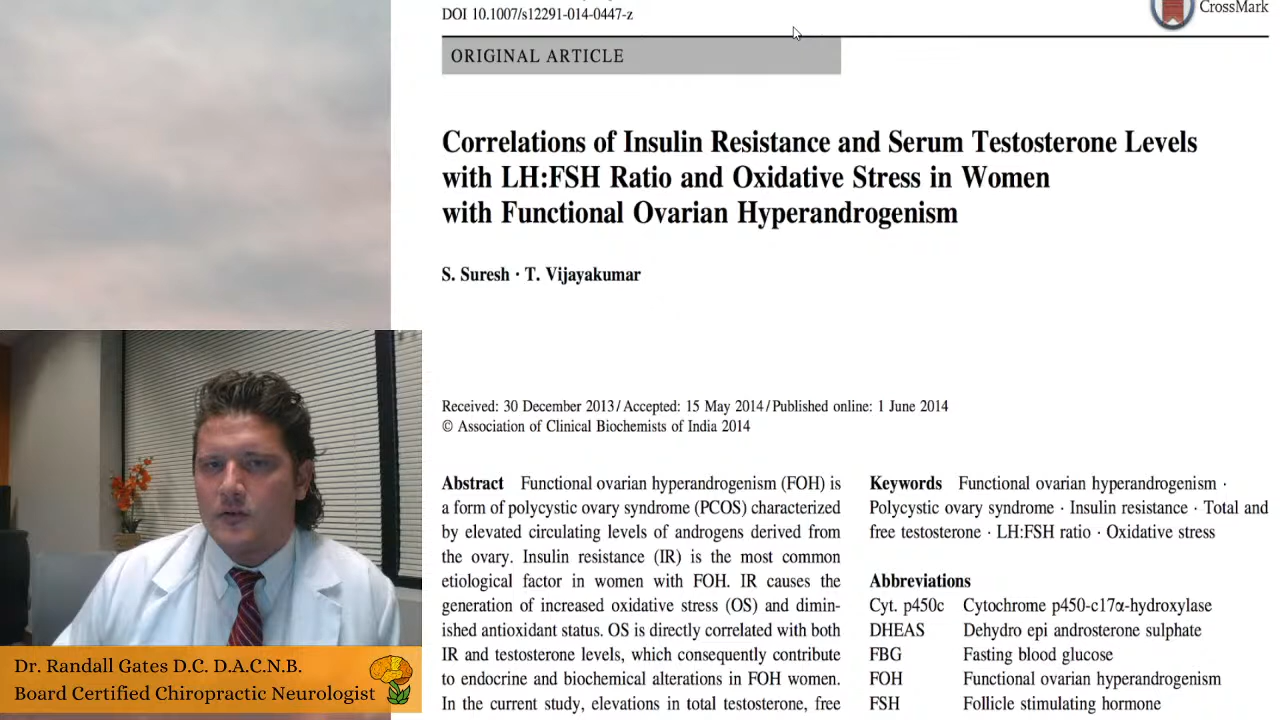 DOI 10.1007/s12291-014-0447-z
CrossMark
ORIGINAL ARTICLE
Correlations of Insulin Resistance and Serum Testosterone Levels
with LH:FSH Ratio and Oxidative Stress in Women
with Functional Ovarian Hyperandrogenism
S. Suresh · T. Vijayakumar
Received: 30 December 2013 / Accepted: 15 May 2014 / Published online: 1 June 2014
© Association of Clinical Biochemists of India 2014
Abstract Functional ovarian hyperandrogenism (FOH) is
a form of polycystic ovary syndrome (PCOS) characterized
by elevated circulating levels of androgens derived from
the ovary. Insulin resistance (IR) is the most common
etiological factor in women with FOH. IR causes the
generation of increased oxidative stress (OS) and dimin-
ished antioxidant status. OS is directly correlated with both
IR and testosterone levels, which consequently contribute
to endocrine and biochemical alterations in FOH women.
In the current study, elevations in total testosterone, free
Keywords Functional ovarian hyperandrogenism ·
Polycystic ovary syndrome · Insulin resistance · Total and
free testosterone · LH:FSH ratio · Oxidative stress
Abbreviations
Cyt. p450c Cytochrome p450-c17α-hydroxylase
DHEAS Dehydro epi androsterone sulphate
FBG Fasting blood glucose
FOH Functional ovarian hyperandrogenism
FSH Follicle stimulating hormone
Dr. Randall Gates D.C. D.A.C.N.B.
Board Certified Chiropractic Neurologist